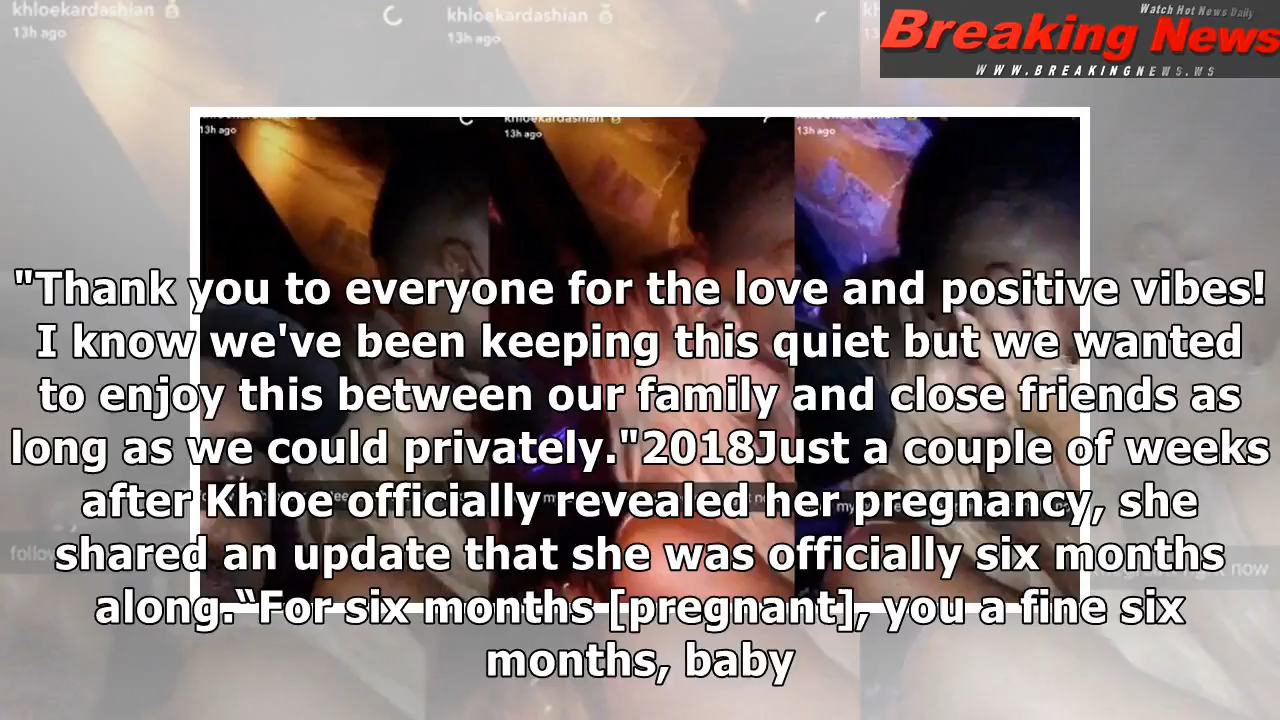 khloekardashian
13h ago
khloekardashian
13h ago
Watch Hot News Daily
Breaking News
WWW.BREAKINGNEWS.WS
13h ago
khloekardashian
13h ago
13h ago
"Thank you to everyone for the love and positive vibes!
I know we've been keeping this quiet but we wanted
to enjoy this between our family and close friends as
long as we could privately."2018Just a couple of weeks
after Khloe officially revealed her pregnancy, she
shared an update that she was officially six months
along.“For six months [pregnant], you a fine six
months, baby
follow
right now